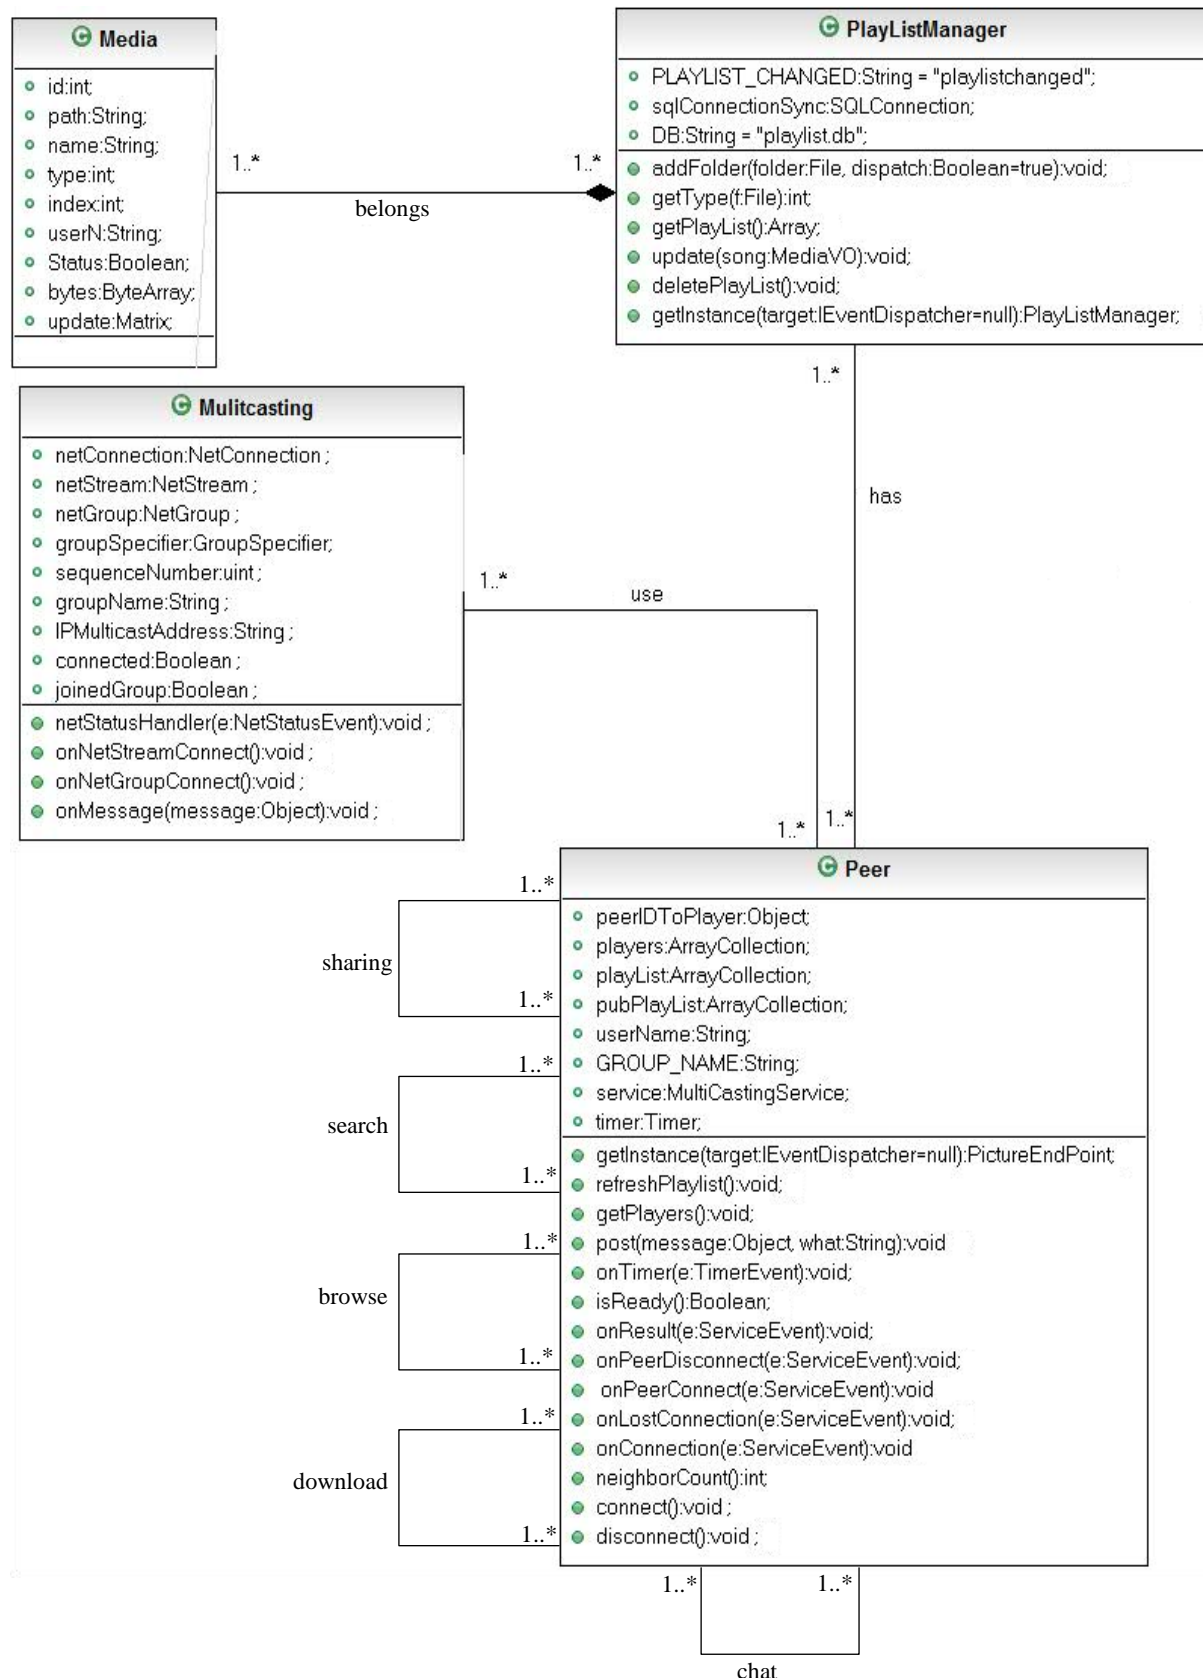 Media
id:int;
path:String;
name:String;
type:int;
index:int;
userN:String;
Status:Boolean;
bytes:ByteArray;
update:Matrix;
1..*
belongs
1..*
PlayListManager
PLAYLIST_CHANGED:String = "playlistchanged";
sqlConnectionSync:SQLConnection;
DB:String = "playlist.db";
addFolder(folder:File, dispatch:Boolean=true):void;
getType(f:File):int;
getPlayList():Array;
update(song:MediaVO):void;
deletePlayList():void;
getInstance(target:IEventDispatcher=null):PlayListManager;
1..*
has
1..*
Mulitcasting
netConnection:NetConnection ;
netStream:NetStream ;
netGroup:NetGroup ;
groupSpecifier:GroupSpecifier;
sequenceNumber:uint ;
groupName:String ;
IPMulticastAddress:String ;
connected:Boolean ;
joinedGroup:Boolean ;
netStatusHandler(e:NetStatusEvent):void ;
onNetStreamConnect():void ;
onNetGroupConnect():void ;
onMessage(message:Object):void ;
1..*
use
1..*
Peer
peerIDToPlayer:Object;
players:ArrayCollection;
playList:ArrayCollection;
pubPlayList:ArrayCollection;
userName:String;
GROUP_NAME:String;
service:MultiCastingService;
timer:Timer;
getInstance(target:IEventDispatcher=null):PictureEndPoint;
refreshPlaylist():void;
getPlayers():void;
post(message:Object, what:String):void
onTimer(e:TimerEvent):void;
isReady():Boolean;
onResult(e:ServiceEvent):void;
onPeerDisconnect(e:ServiceEvent):void;
onPeerConnect(e:ServiceEvent):void
onLostConnection(e:ServiceEvent):void;
onConnection(e:ServiceEvent):void
neighborCount():int;
connect():void ;
disconnect():void ;
1..*
sharing
1..*
1..*
search
1..*
1..*
browse
1..*
1..*
download
1..*
1..*
1..*
chat